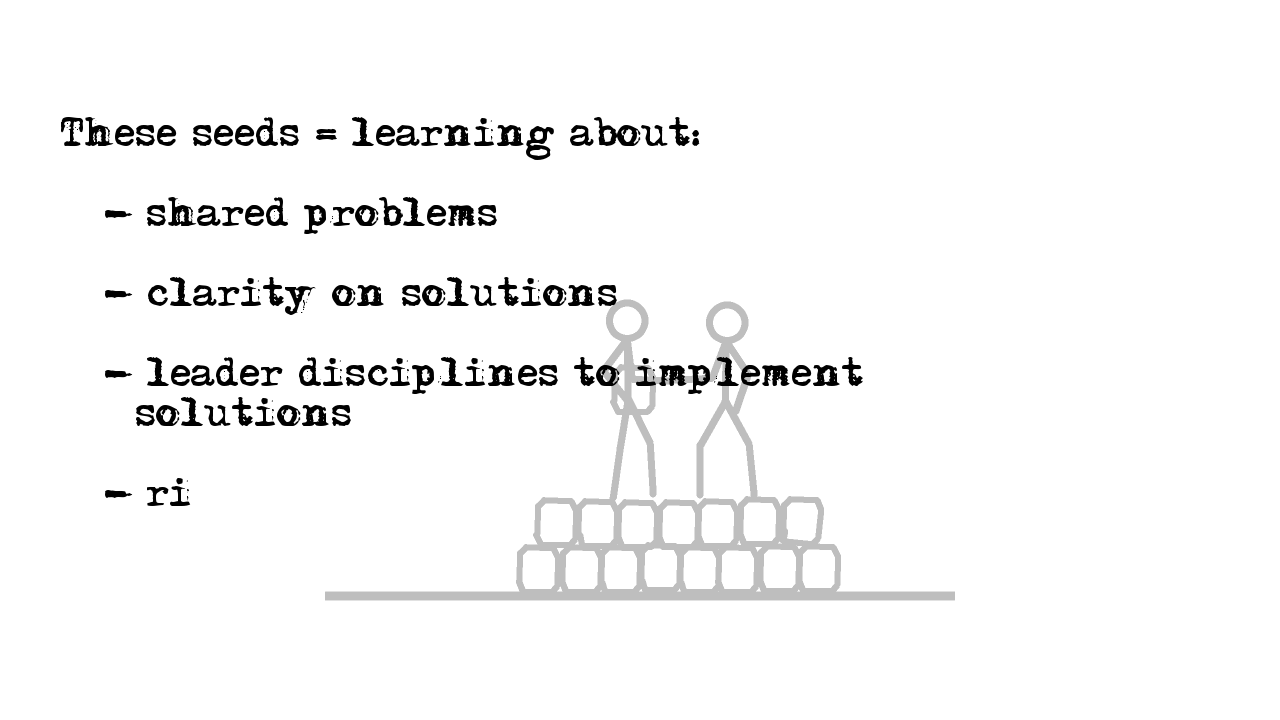 These seeds = learning about:
- shared problems
- clarity on solutions
- leader disciplines to implement
solutions
- ri